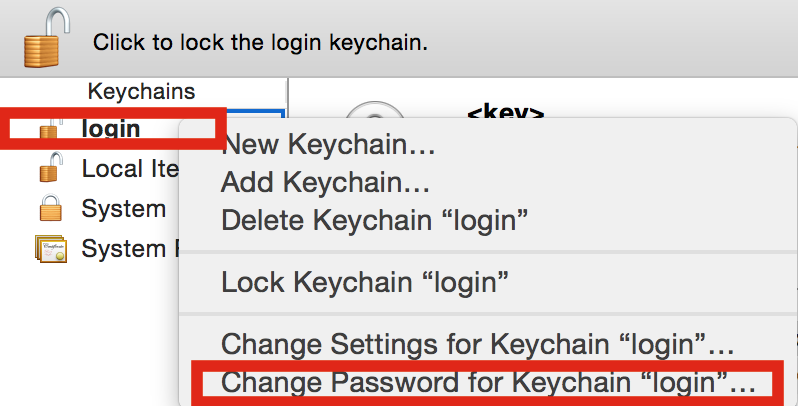 Click to lock the login keychain.
Keychains
<key>
login
New Keychain…
Local Ite
Add Keychain…
System
Delete Keychain “login”
System
Lock Keychain “login”
Change Settings for Keychain “login”…
Change Password for Keychain “login”…